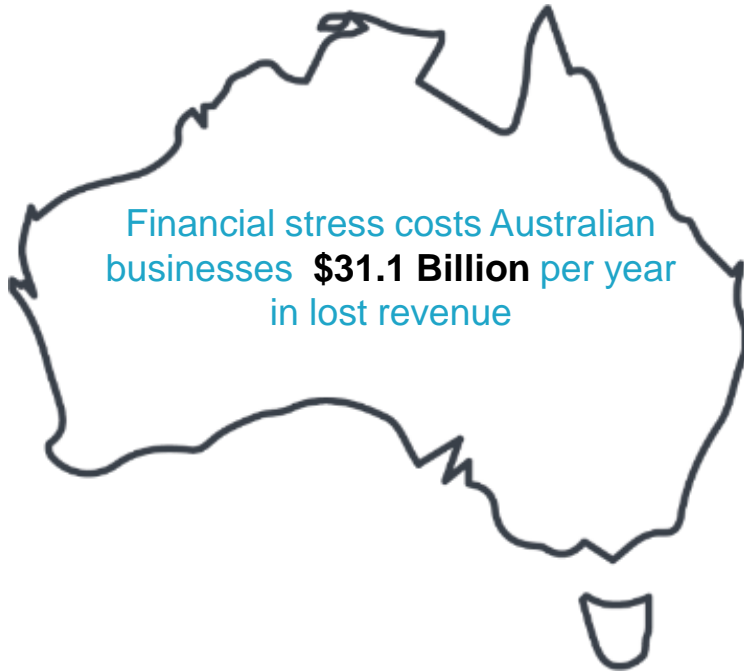 Financial stress costs Australian
businesses $31.1 Billion per year
in lost revenue